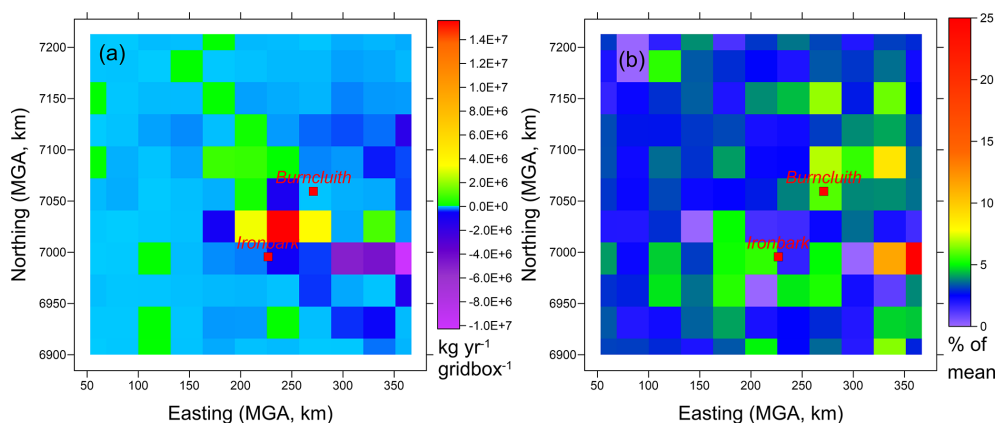 (a)
Northing (MGA, km)
7200
7150
7100
7050
7000
6950
6900
Burncluith
Ironbark
50 100 150 200 250 300 350
Easting (MGA, km)
1.4E+7
1.2E+7
1.0E+7
8.0E+6
6.0E+6
4.0E+6
2.0E+6
0.0E+0
-2.0E+6
-4.0E+6
-6.0E+6
-8.0E+6
-1.0E+7
kg yr-1
gridbox-1
(b)
Northing (MGA, km)
7200
7150
7100
7050
7000
6950
6900
Burncluith
Ironbark
50 100 150 200 250 300 350
Easting (MGA, km)
25
20
15
10
5
0
% of
mean